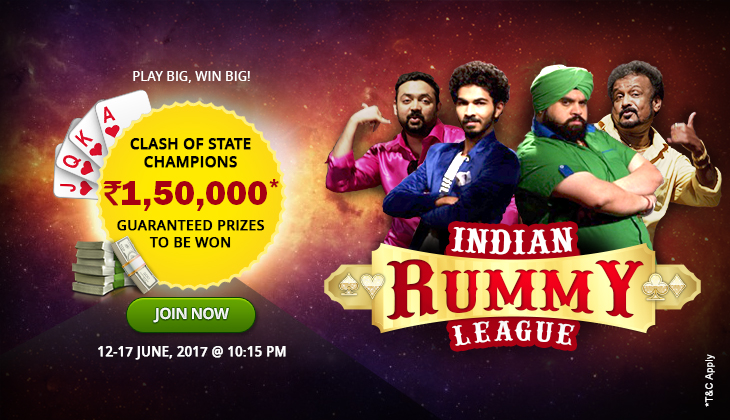 PLAY BIG, WIN BIG!
A
K
Q
J
CLASH OF STATE
CHAMPIONS
₹1,50,000*
GUARANTEED PRIZES
TO BE WON
JOIN NOW
12-17 JUNE, 2017 @ 10:15 PM
INDIAN
RUMMY
LEAGUE
*T&C Apply